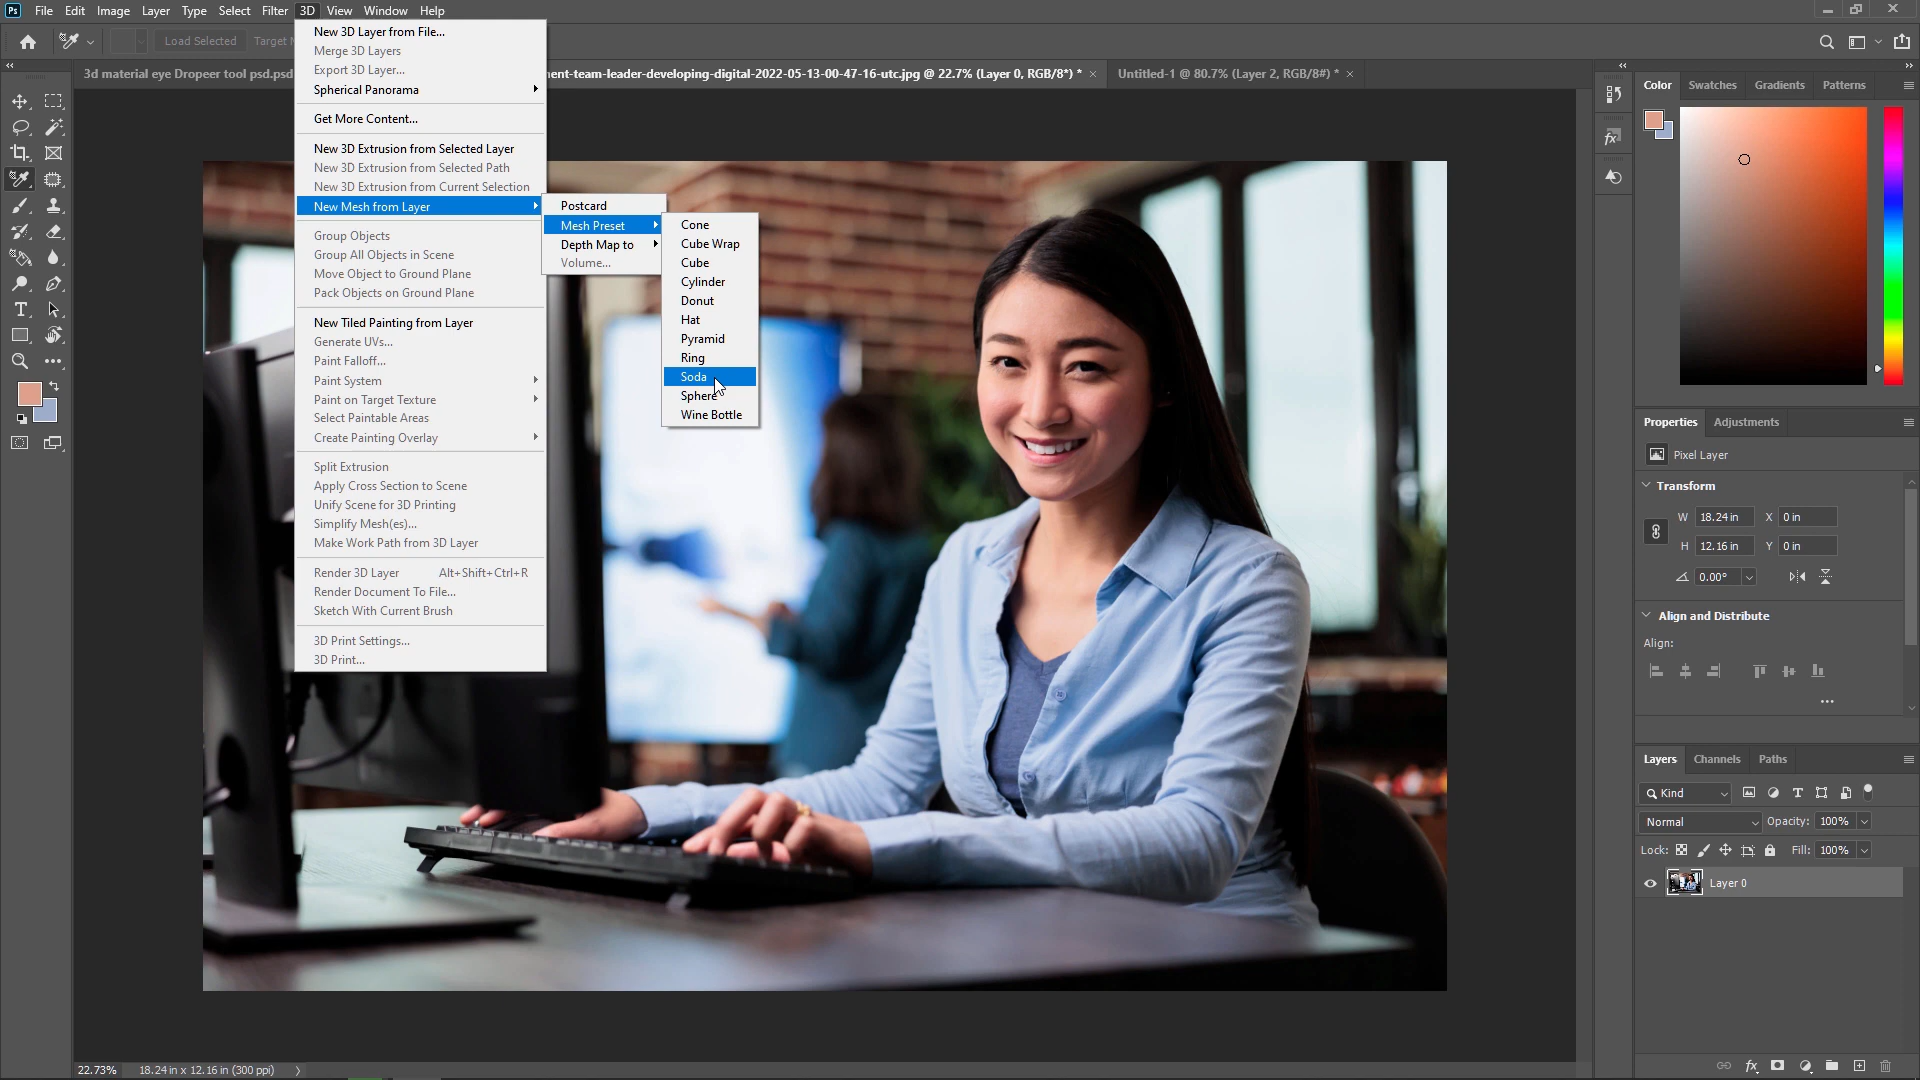 Ps File Edit Image Layer Type Select Filter 3D View Window Help
Load Selected Target
3d material eye Dropeer tool psd.psd
ment-team-leader-developing-digital-2022-05-13-00-47-16-utc.jpg @ 22.7% (Layer 0, RGB/8*) *
Untitled-1 @ 80.7% (Layer 2, RGB/8#) *
New 3D Layer from File...
Merge 3D Layers
Export 3D Layer...
Spherical Panorama
Get More Content...
New 3D Extrusion from Selected Layer
New 3D Extrusion from Selected Path
New 3D Extrusion from Current Selection
New Mesh from Layer
Group Objects
Group All Objects in Scene
Move Object to Ground Plane
Pack Objects on Ground Plane
New Tiled Painting from Layer
Generate UVs...
Paint Falloff...
Paint System
Paint on Target Texture
Select Paintable Areas
Create Painting Overlay
Split Extrusion
Apply Cross Section to Scene
Unify Scene for 3D Printing
Simplify Mesh(es)...
Make Work Path from 3D Layer
Render 3D Layer Alt+Shift+Ctrl+R
Render Document To File...
Sketch With Current Brush
3D Print Settings...
3D Print...
Postcard
Mesh Preset
Depth Map to
Volume...
Cone
Cube Wrap
Cube
Cylinder
Donut
Hat
Pyramid
Ring
Soda
Sphere
Wine Bottle
Color Swatches Gradients Patterns
Properties Adjustments
Pixel Layer
Transform
W 18.24 in X 0 in
H 12.16 in Y 0 in
0.00°
Align and Distribute
Align:
Layers Channels Paths
Kind
Normal Opacity: 100%
Lock: Fill: 100%
Layer 0
22.73% 18.24 in x 12.16 in (300 ppi)